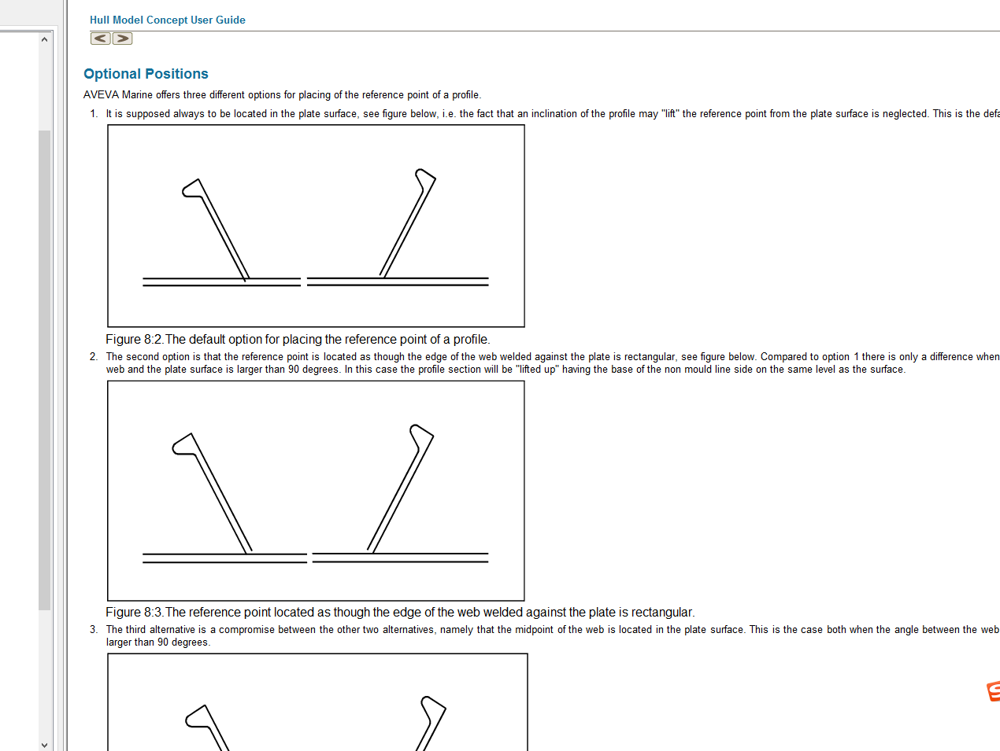 Hull Model Concept User Guide
Optional Positions
AVEVA Marine offers three different options for placing of the reference point of a profile.
1. It is supposed always to be located in the plate surface, see figure below, i.e. the fact that an inclination of the profile may "lift" the reference point from the plate surface is neglected. This is the defa
Figure 8:2.The default option for placing the reference point of a profile.
2. The second option is that the reference point is located as though the edge of the web welded against the plate is rectangular, see figure below. Compared to option 1 there is only a difference when
web and the plate surface is larger than 90 degrees. In this case the profile section will be "lifted up" having the base of the non mould line side on the same level as the surface.
Figure 8:3.The reference point located as though the edge of the web welded against the plate is rectangular.
3. The third alternative is a compromise between the other two alternatives, namely that the midpoint of the web is located in the plate surface. This is the case both when the angle between the web
larger than 90 degrees.